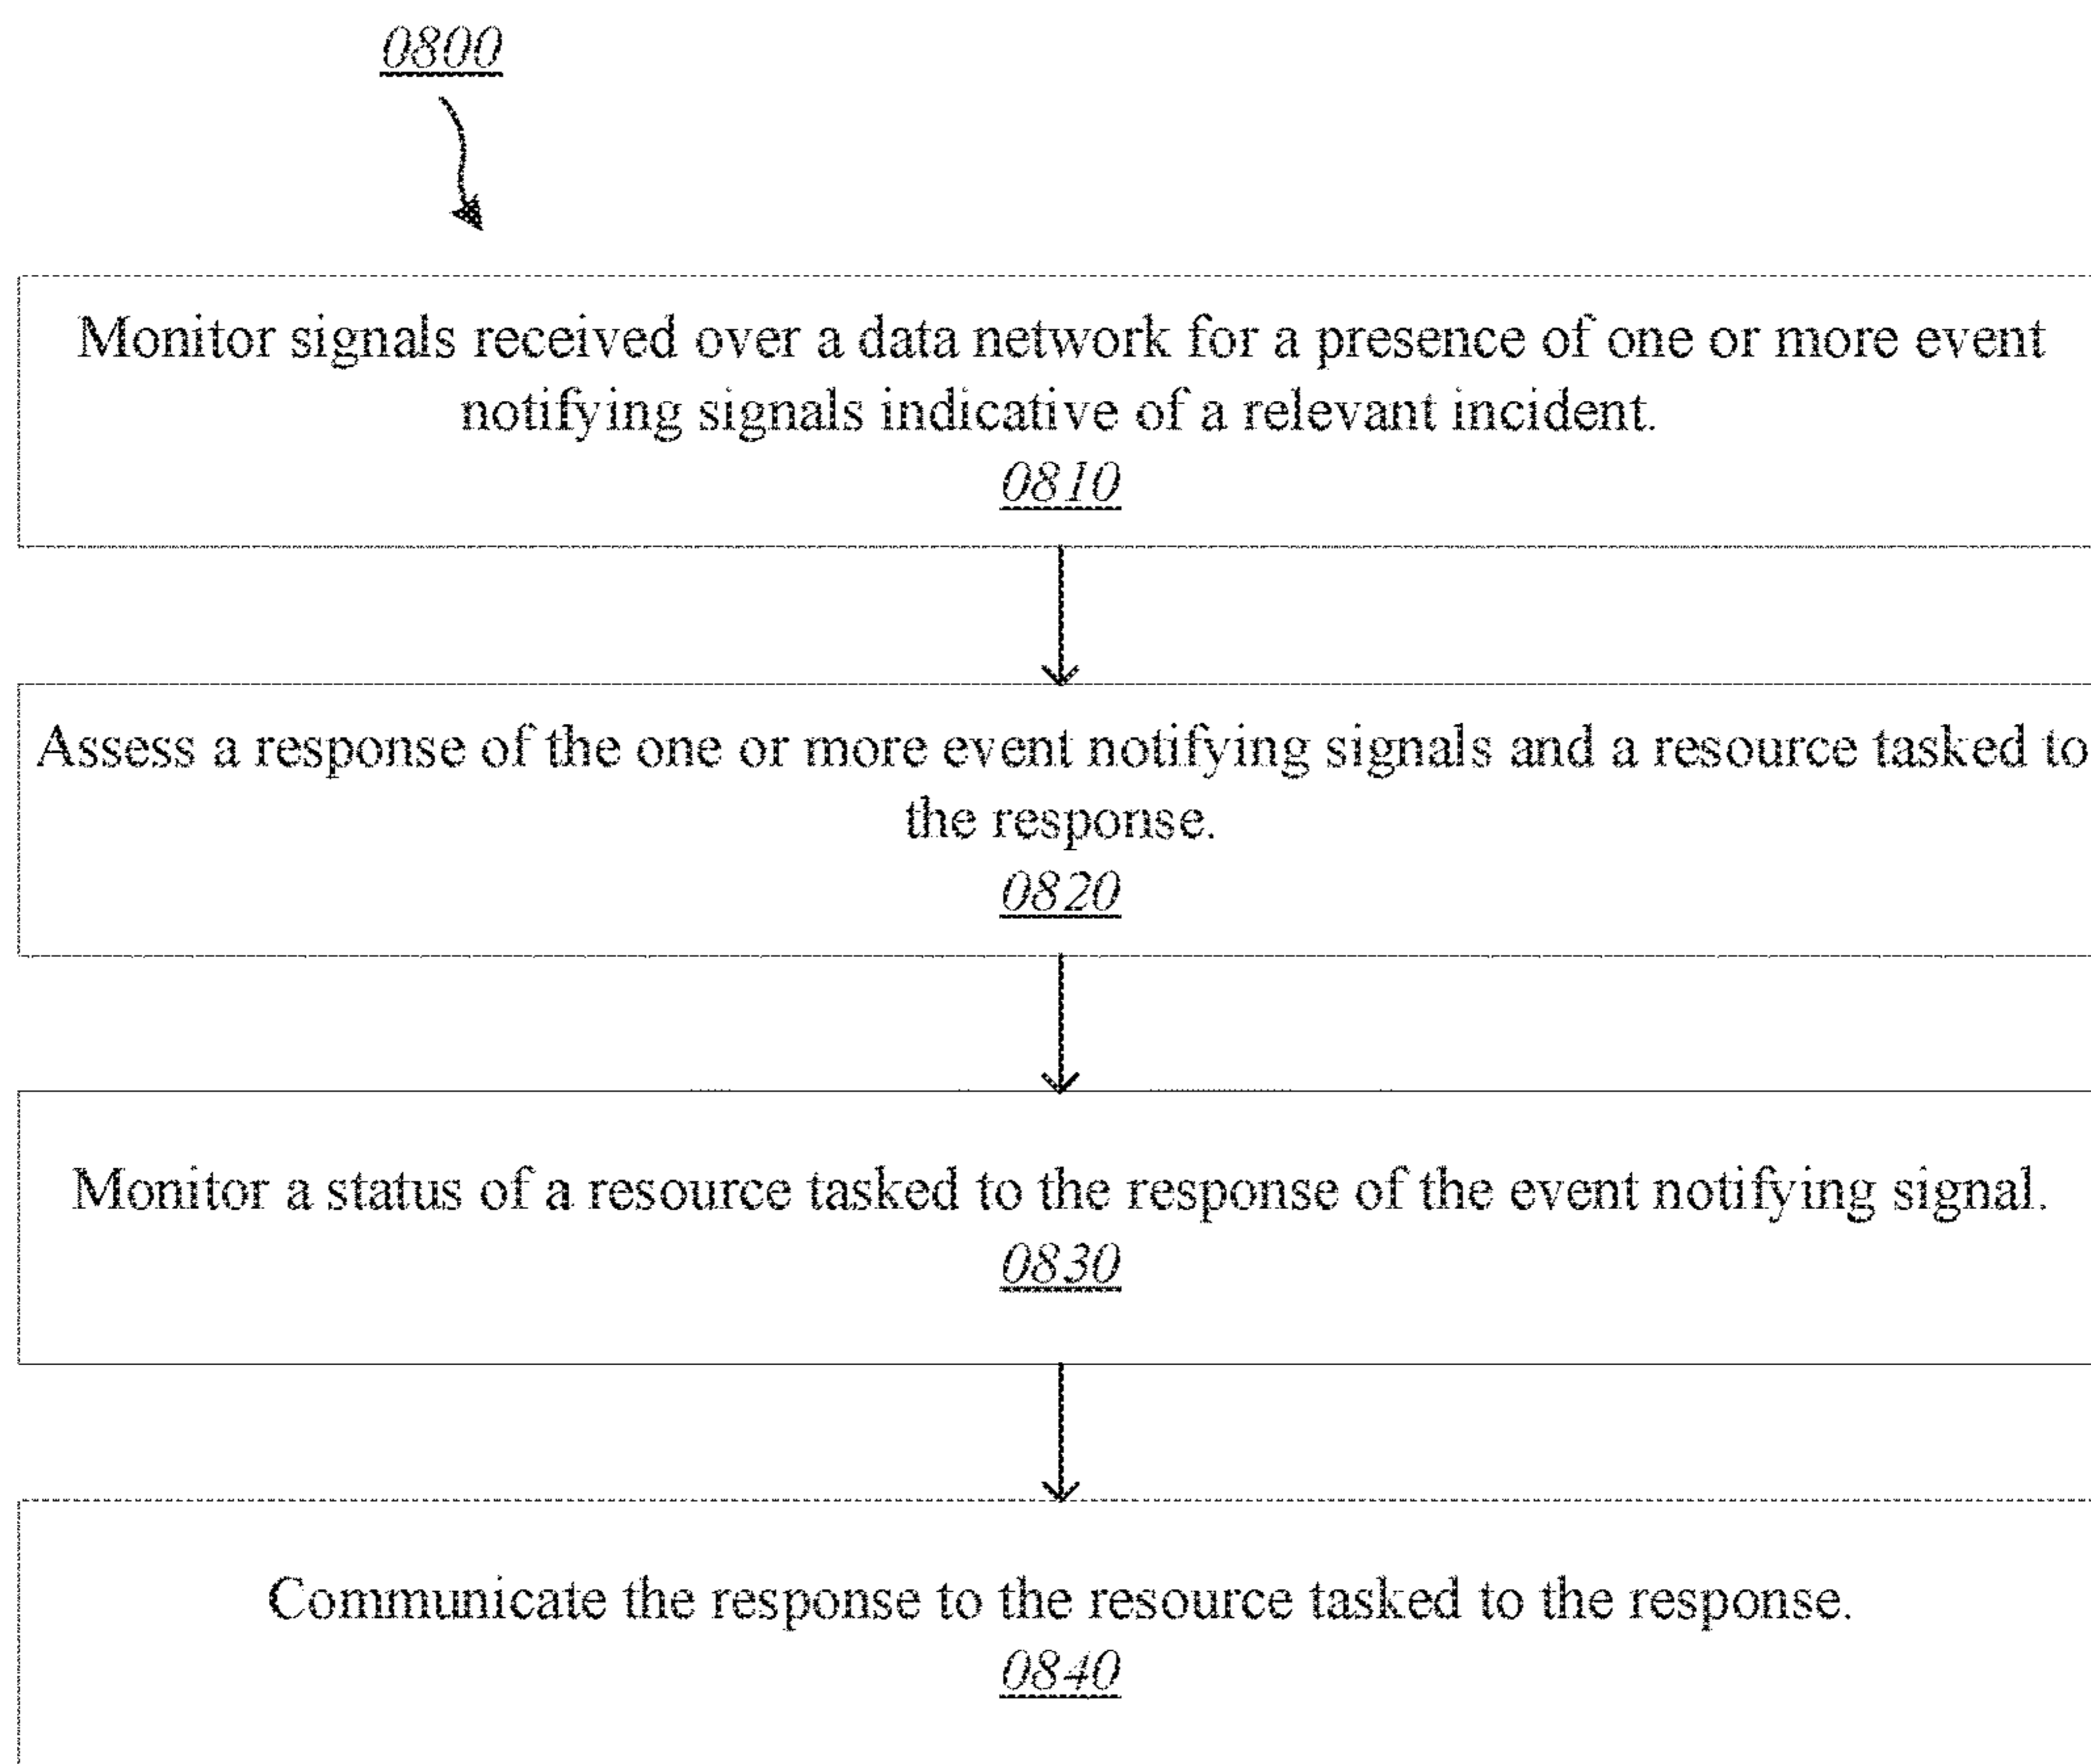 0800
Monitor signals received over a data network for a presence of one or more event
notifying signals indicative of a relevant incident.
0810
Assess a response of the one or more event notifying signals and a resource tasked to
the response.
0820
Monitor a status of a resource tasked to the response of the event notifying signal.
0830
Communicate the response to the resource tasked to the response.
0840